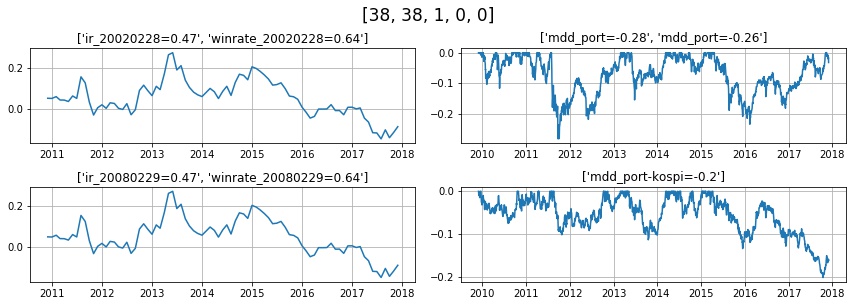 [38, 38, 1, 0, 0]
['ir_20020228=0.47', 'winrate_20020228=0.64']
0.2
0.0
2011 2012 2013 2014 2015 2016 2017 2018
['mdd_port=-0.28', 'mdd_port=-0.26']
0.0
−0.1
−0.2
2010 2011 2012 2013 2014 2015 2016 2017 2018
['ir_20080229=0.47', 'winrate_20080229=0.64']
0.2
0.0
2011 2012 2013 2014 2015 2016 2017 2018
['mdd_port-kospi=-0.2']
0.0
−0.1
−0.2
2010 2011 2012 2013 2014 2015 2016 2017 2018